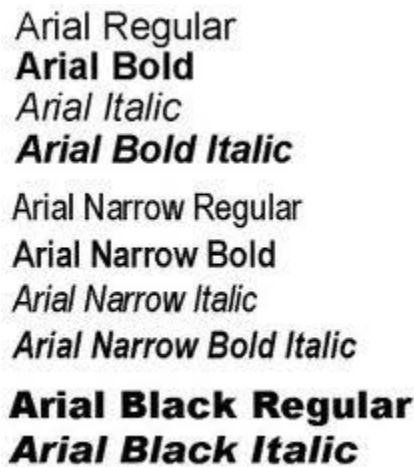 Arial Regular
Arial Bold
Arial Italic
Arial Bold Italic
Arial Narrow Regular
Arial Narrow Bold
Arial Narrow Italic
Arial Narrow Bold Italic
Arial Black Regular
Arial Black Italic